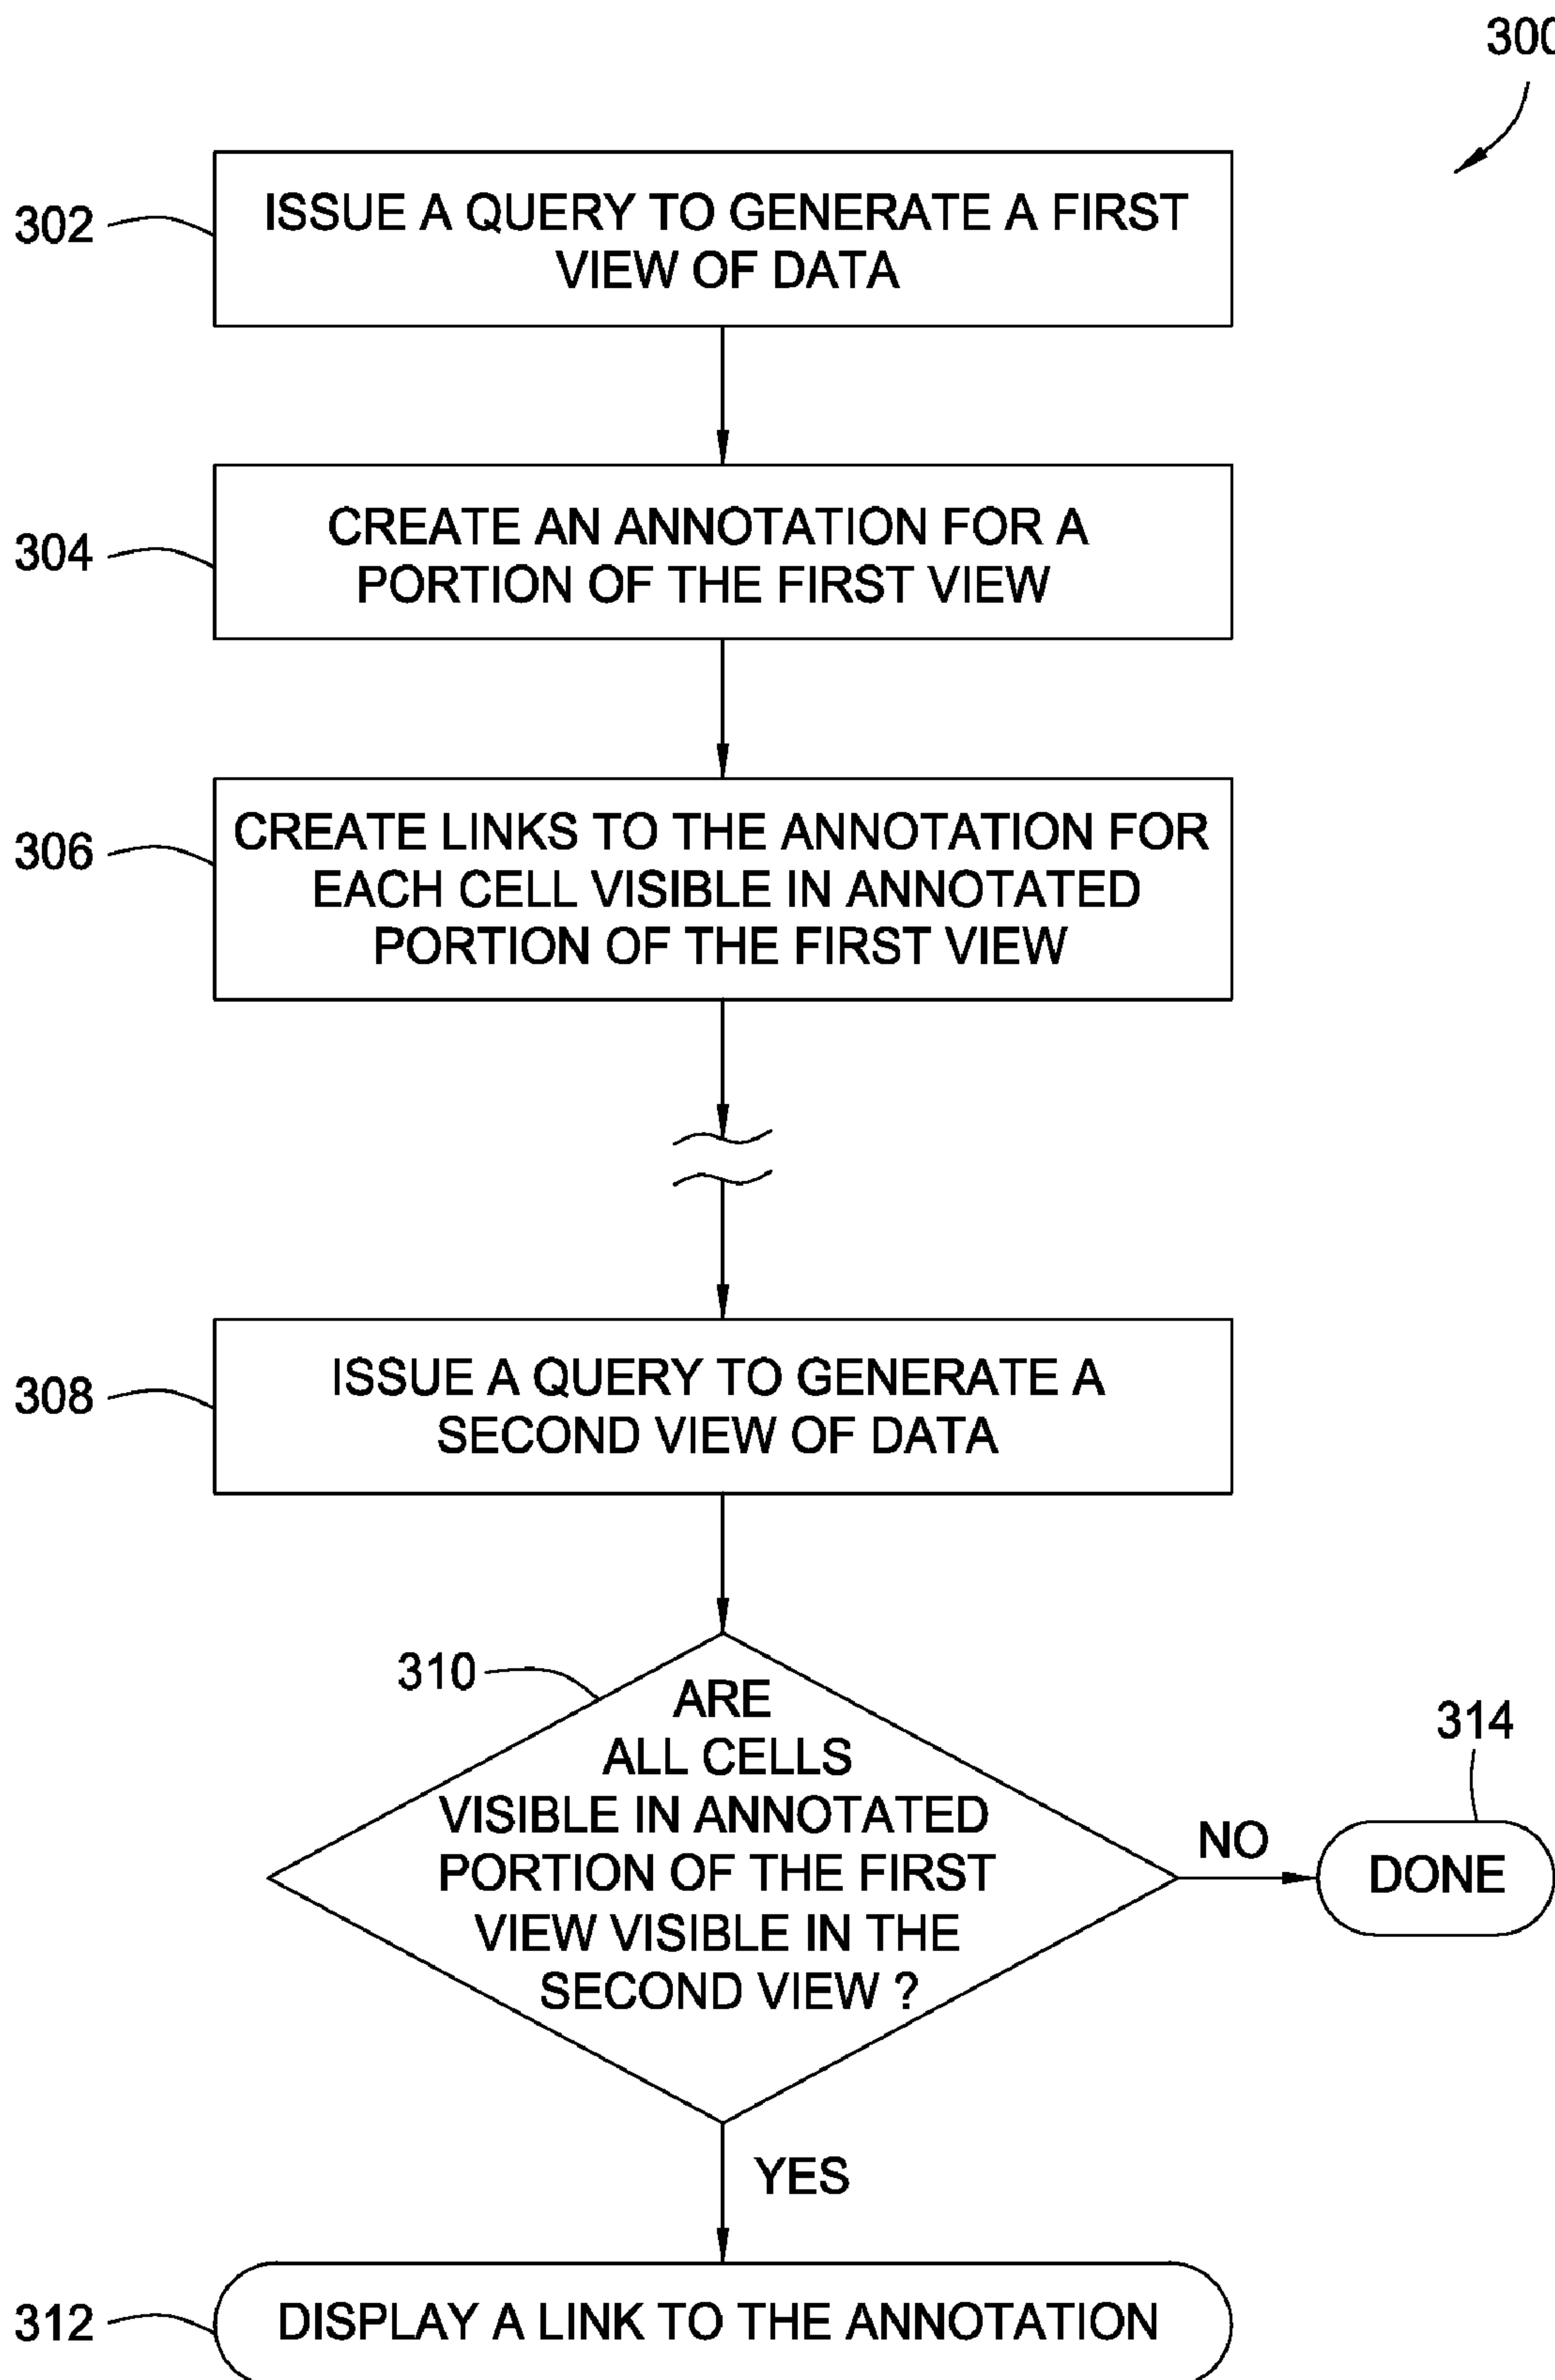 300
302
ISSUE A QUERY TO GENERATE A FIRST
VIEW OF DATA
304
CREATE AN ANNOTATION FOR A
PORTION OF THE FIRST VIEW
306
CREATE LINKS TO THE ANNOTATION FOR
EACH CELL VISIBLE IN ANNOTATED
PORTION OF THE FIRST VIEW
308
ISSUE A QUERY TO GENERATE A
SECOND VIEW OF DATA
310
ARE
ALL CELLS
VISIBLE IN ANNOTATED
PORTION OF THE FIRST
VIEW VISIBLE IN THE
SECOND VIEW ?
NO
314
DONE
YES
312
DISPLAY A LINK TO THE ANNOTATION